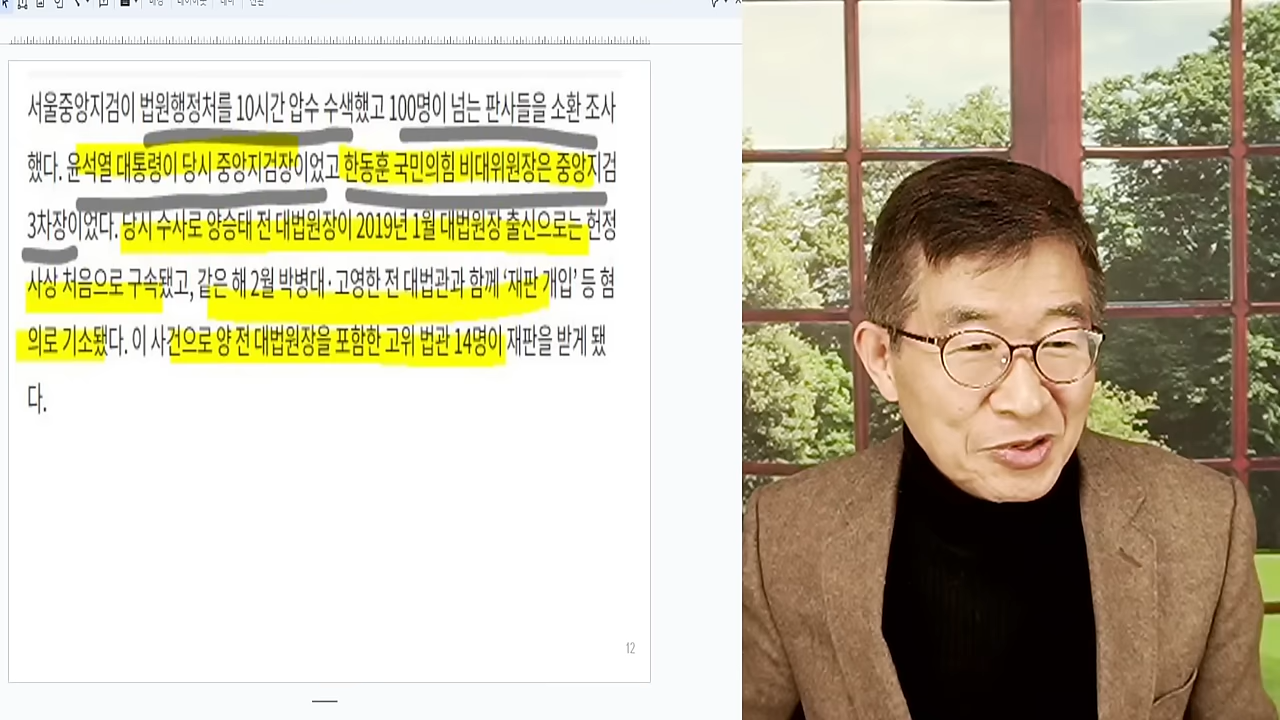 서울중앙지검이 법원행정처를 10시간 압수 수색했고 100명이 넘는 판사들을 소환 조사
했다. 윤석열 대통령이 당시 중앙지검장이었고 한동훈 국민의힘 비대위원장은 중앙지검
3차장이었다. 당시 수사로 양승태 전 대법원장이 2019년 1월 대법원장 출신으로는 헌정
사상 처음으로 구속됐고, 같은 해 2월 박병대·고영한 전 대법관과 함께 ‘재판 개입’ 등 혐
의로 기소됐다. 이 사건으로 양 전 대법원장을 포함한 고위 법관 14명이 재판을 받게 됐
다.
12